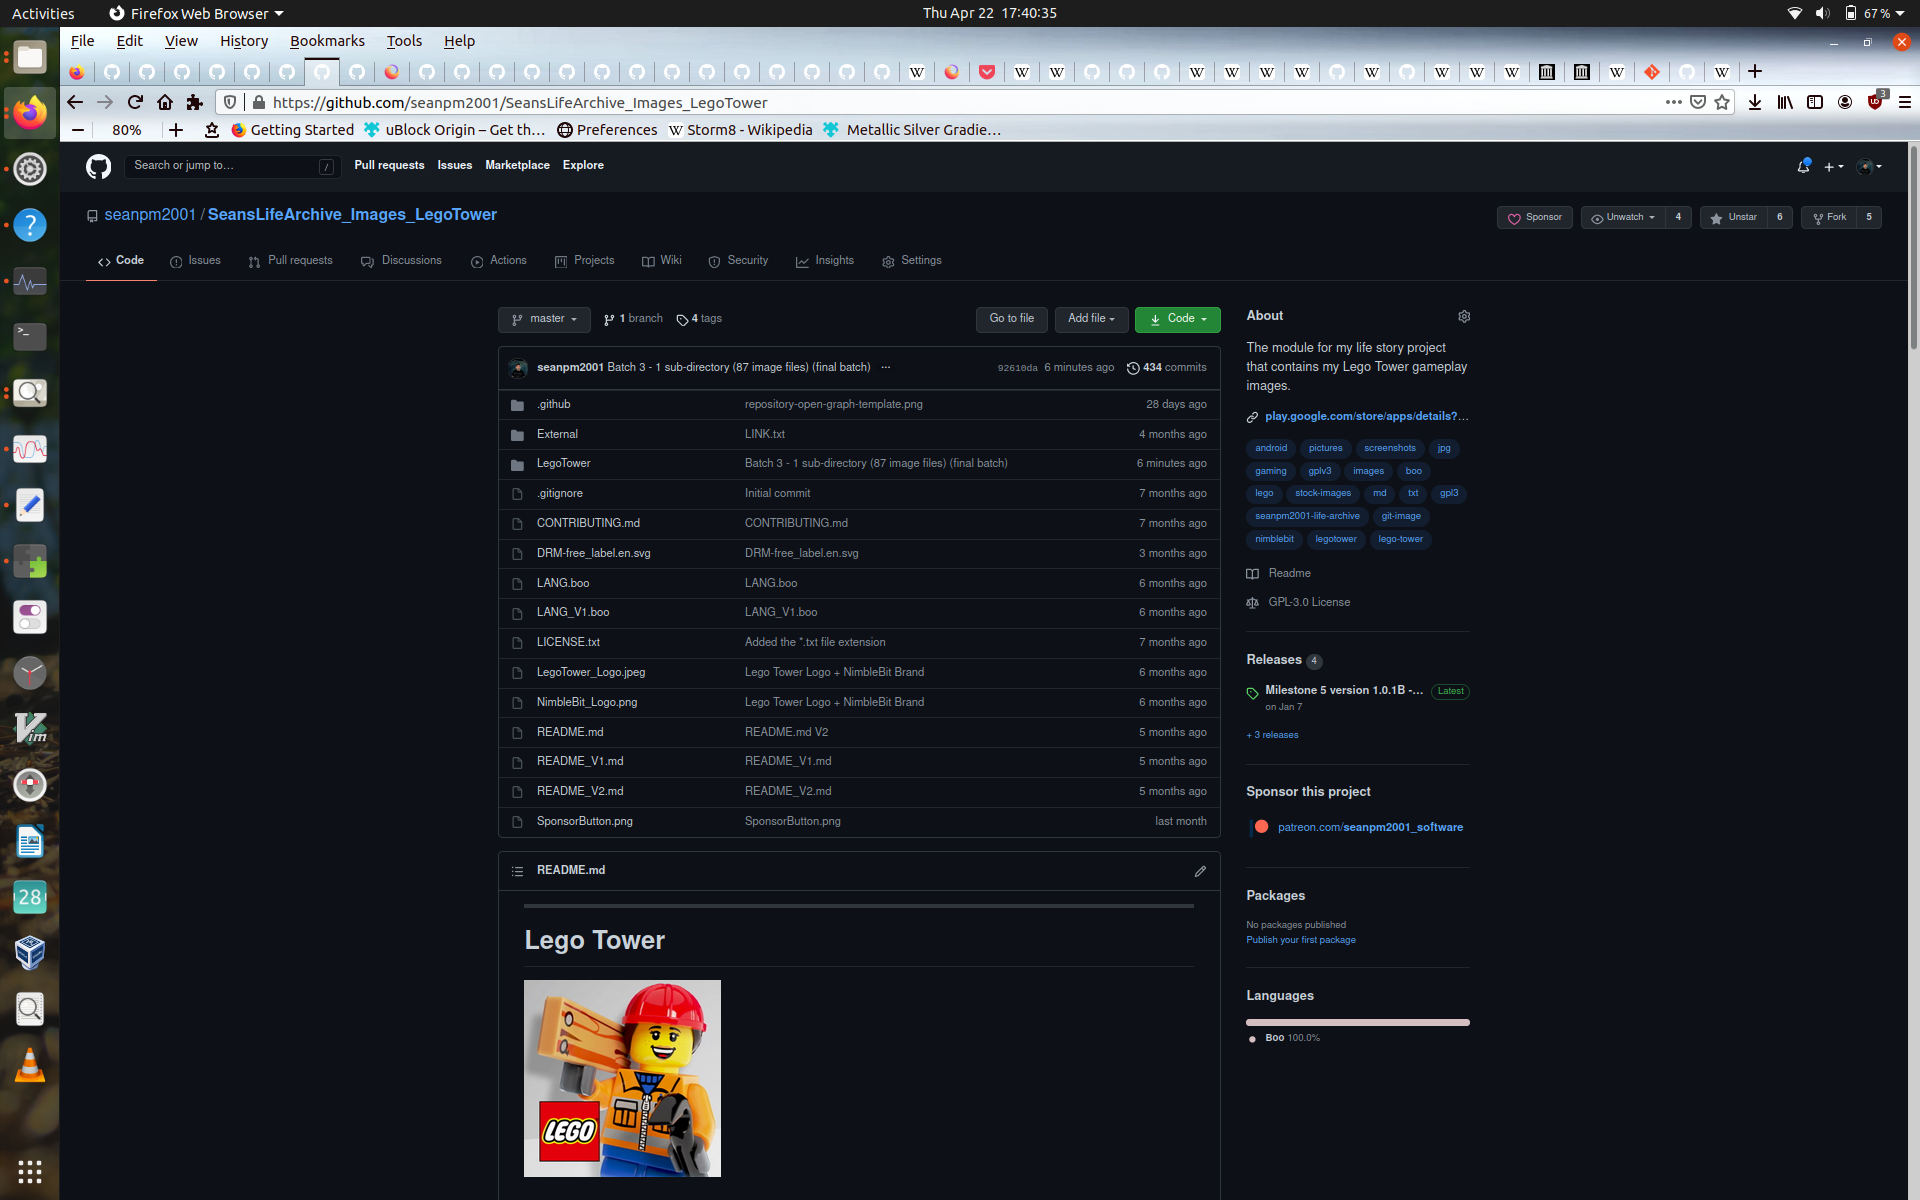 Activities Firefox Web Browser Thu Apr 22 17:40:35 67 %
File Edit View History Bookmarks Tools Help
https://github.com/seanpm2001/SeansLifeArchive_Images_LegoTower
3
80% Getting Started uBlock Origin – Get th… Preferences Storm8 - Wikipedia Metallic Silver Gradie…
Search or jump to… / Pull requests Issues Marketplace Explore
seanpm2001 / SeansLifeArchive_Images_LegoTower
Sponsor Unwatch 4 Unstar 6 Fork 5
Code Issues Pull requests Discussions Actions Projects Wiki Security Insights Settings
master 1 branch 4 tags Go to file Add file Code
seanpm2001 Batch 3 - 1 sub-directory (87 image files) (final batch) ... 92610da 6 minutes ago 434 commits
.github repository-open-graph-template.png 28 days ago
External LINK.txt 4 months ago
LegoTower Batch 3 - 1 sub-directory (87 image files) (final batch) 6 minutes ago
.gitignore Initial commit 7 months ago
CONTRIBUTING.md CONTRIBUTING.md 7 months ago
DRM-free_label.en.svg DRM-free_label.en.svg 3 months ago
LANG.boo LANG.boo 6 months ago
LANG_V1.boo LANG_V1.boo 6 months ago
LICENSE.txt Added the *.txt file extension 7 months ago
LegoTower_Logo.jpeg Lego Tower Logo + NimbleBit Brand 6 months ago
NimbleBit_Logo.png Lego Tower Logo + NimbleBit Brand 6 months ago
README.md README.md V2 5 months ago
README_V1.md README_V1.md 5 months ago
README_V2.md README_V2.md 5 months ago
SponsorButton.png SponsorButton.png last month
README.md
Lego Tower
LEGO
About
The module for my life story project
that contains my Lego Tower gameplay
images.
play.google.com/store/apps/details?…
android pictures screenshots jpg
gaming gplv3 images boo
lego stock-images md txt gpl3
seanpm2001-life-archive git-image
nimblebit legotower lego-tower
Readme
GPL-3.0 License
Releases 4
Milestone 5 version 1.0.1B -… Latest
on Jan 7
+ 3 releases
Sponsor this project
patreon.com/seanpm2001_software
Packages
No packages published
Publish your first package
Languages
Boo 100.0%
28
Vim